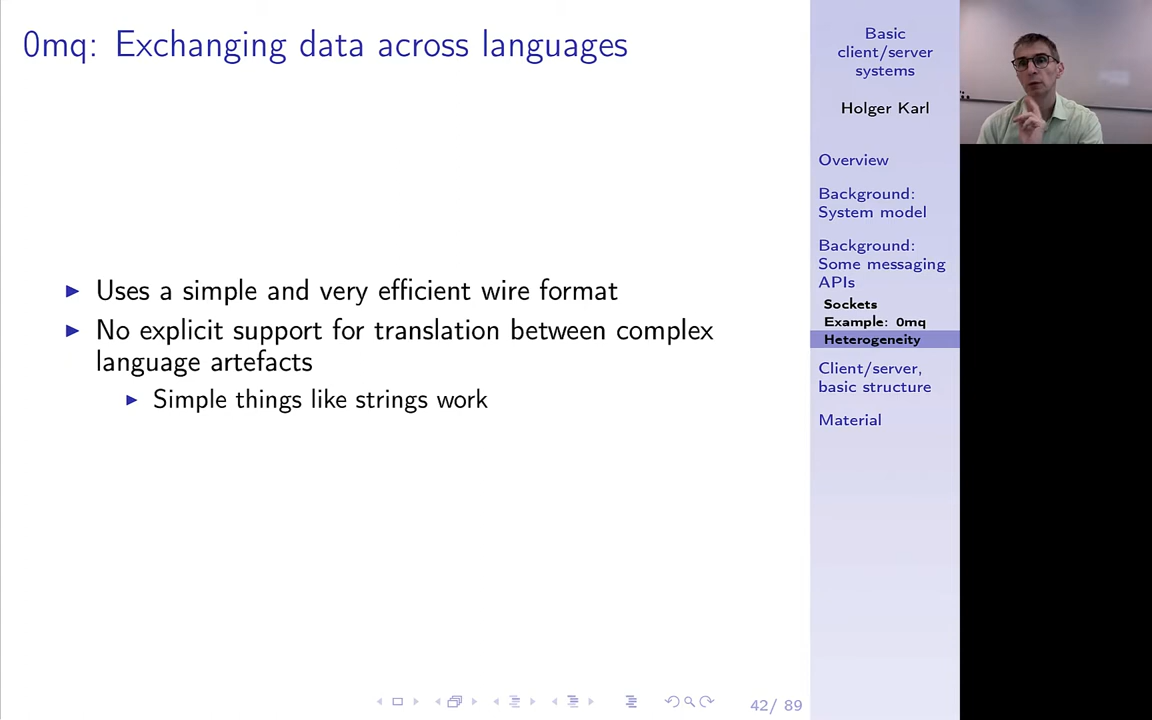 0mq: Exchanging data across languages
▶ Uses a simple and very efficient wire format
▶ No explicit support for translation between complex
language artefacts
▶ Simple things like strings work
42/ 89
Basic
client/server
systems
Holger Karl
Overview
Background:
System model
Background:
Some messaging
APIs
Sockets
Example: 0mq
Heterogeneity
Client/server,
basic structure
Material